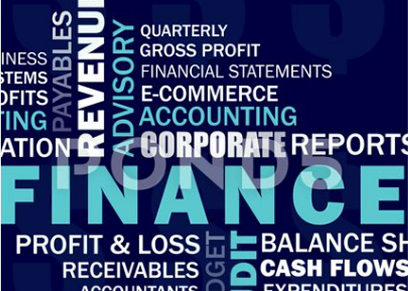 PAYABLES
REVENU
ADVISORY
QUARTERLY
GROSS PROFIT
FINANCIAL STATEMENTS
E-COMMERCE
ACCOUNTING
CORPORATE REPORTS
INESS
STEMS
OFITS
TING
ATION
FINANCE
PROFIT & LOSS
RECEIVABLES
ACCOUNTANTS
DGET
DIT
BALANCE SH
CASH FLOWS
EXPENDITURES